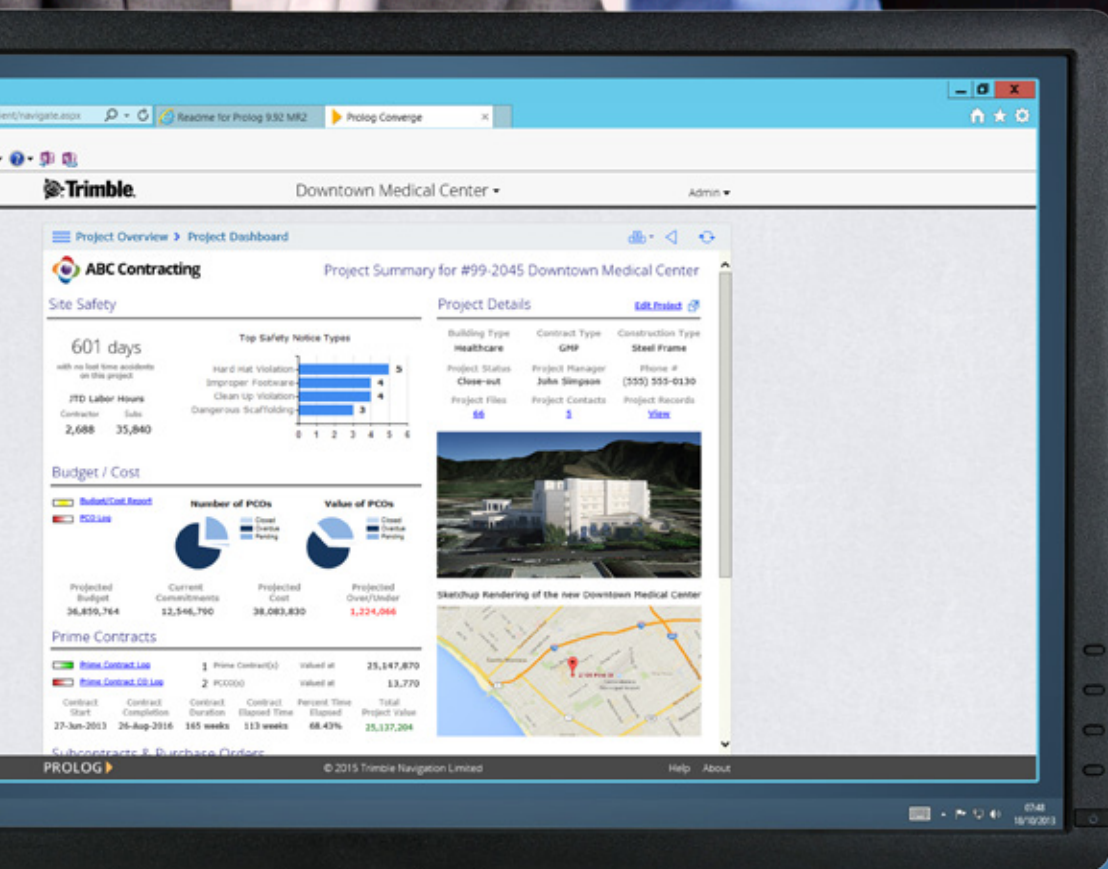 ient/navigate.aspx
Readme for Prolog 9.92 MR2
Prolog Converge
Trimble.
Downtown Medical Center
Admin
Project Overview > Project Dashboard
ABC Contracting
Project Summary for #99-2045 Downtown Medical Center
Site Safety
601 days
with no lost time accidents
on this project
JTD Labor Hours
Contractor Subs
2,688 35,840
Top Safety Notice Types
Hard Hat Violation 5
Improper Footware 4
Clean Up Violation 4
Dangerous Scaffolding 3
0 1 2 3 4 5 6
Project Details
Edit Project
Building Type Contract Type Construction Type
Healthcare GMP Steel Frame
Project Status Project Manager Phone #
Close-out John Simpson (555) 555-0130
Project Files Project Contacts Project Records
66 5 View
Budget / Cost
Budget/Cost Report
PCO Log
Number of PCOs
Closed
Overdue
Pending
Value of PCOs
Closed
Overdue
Pending
Projected Current Projected Projected
Budget Commitments Cost Over/Under
36,859,764 12,546,790 38,083,830 1,224,066
Sketchup Rendering of the new Downtown Medical Center
Santa Monica
Prime Contracts
Prime Contract Log 1 Prime Contract(s) Valued at 25,147,870
Prime Contract CO Log 2 PCCO(s) Valued at 13,770
Contract Contract Contract Contract Percent Time Total
Start Completion Duration Elapsed Time Elapsed Project Value
27-Jun-2013 26-Aug-2016 165 weeks 113 weeks 68.43% 25,137,204
Subcontracts & Purchase Orders
PROLOG
© 2015 Trimble Navigation Limited
Help About
07:48
18/10/2013